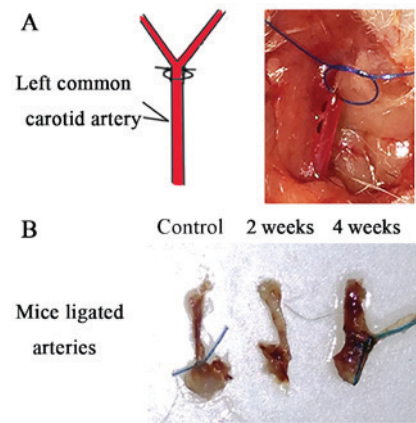 A
Left common
carotid artery
B
Control 2 weeks 4 weeks
Mice ligated
arteries